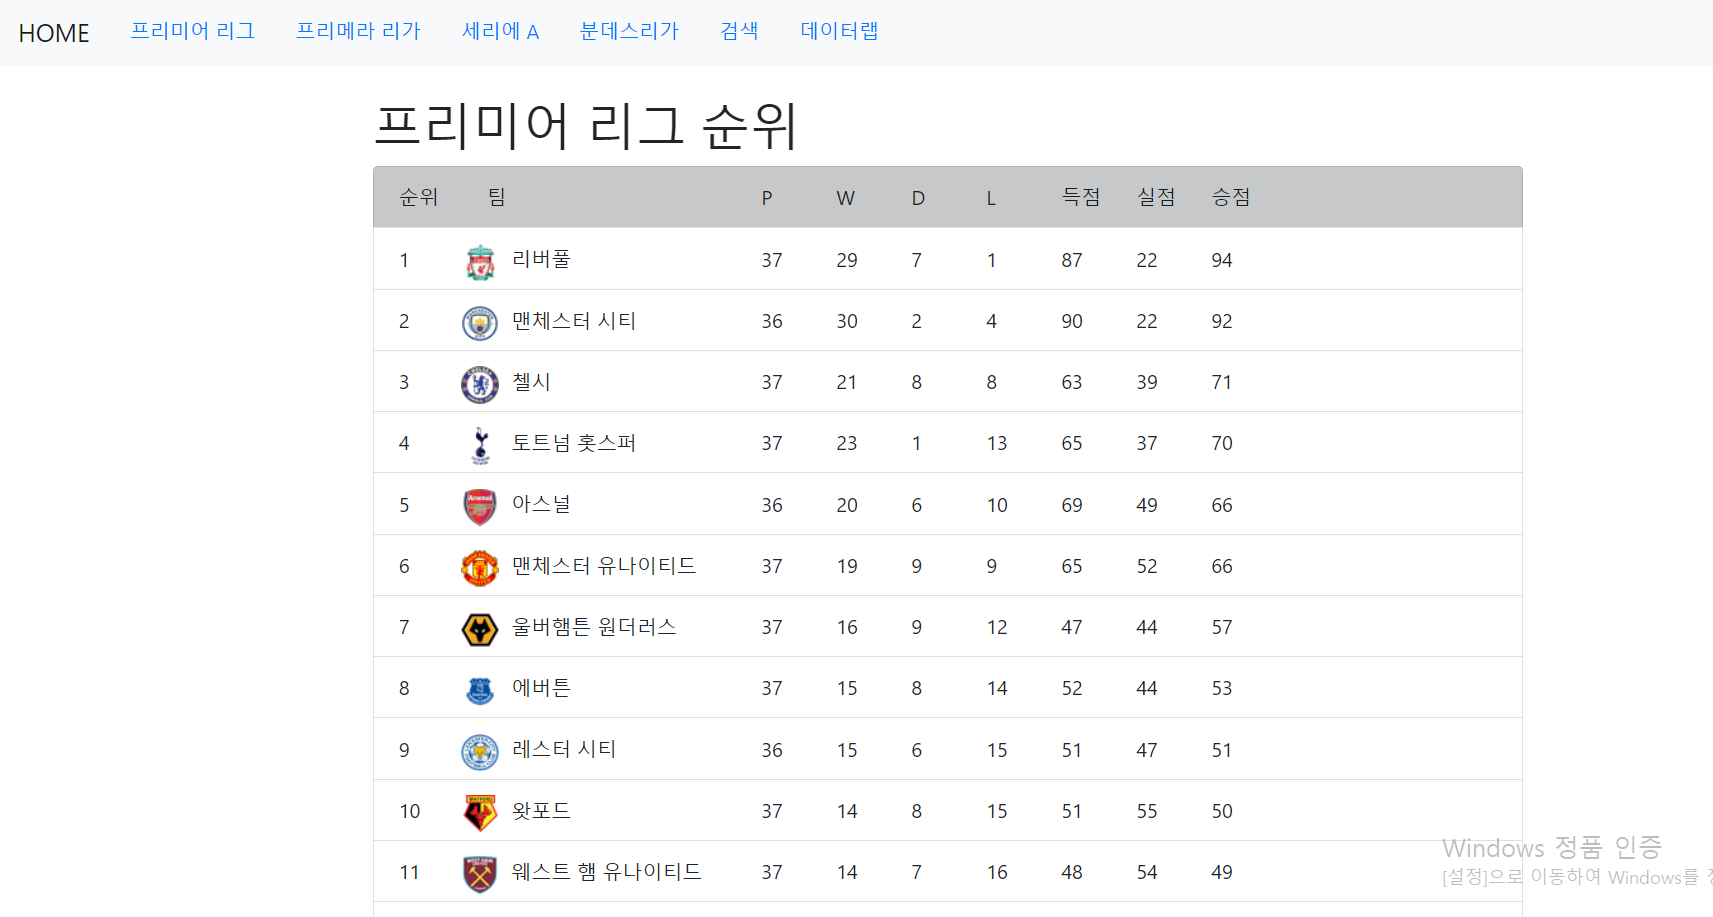 HOME 프리미어 리그 프리메라 리가 세리에 A 분데스리가 검색 데이터랩
프리미어 리그 순위
순위 팀 P W D L 득점 실점 승점
1 리버풀 37 29 7 1 87 22 94
2 맨체스터 시티 36 30 2 4 90 22 92
3 첼시 37 21 8 8 63 39 71
4 토트넘 홋스퍼 37 23 1 13 65 37 70
5 아스널 36 20 6 10 69 49 66
6 맨체스터 유나이티드 37 19 9 9 65 52 66
7 울버햄튼 원더러스 37 16 9 12 47 44 57
8 에버튼 37 15 8 14 52 44 53
9 레스터 시티 36 15 6 15 51 47 51
10 왓포드 37 14 8 15 51 55 50
11 웨스트 햄 유나이티드 37 14 7 16 48 54 49
Windows 정품 인증
[설정]으로 이동하여 Windows를